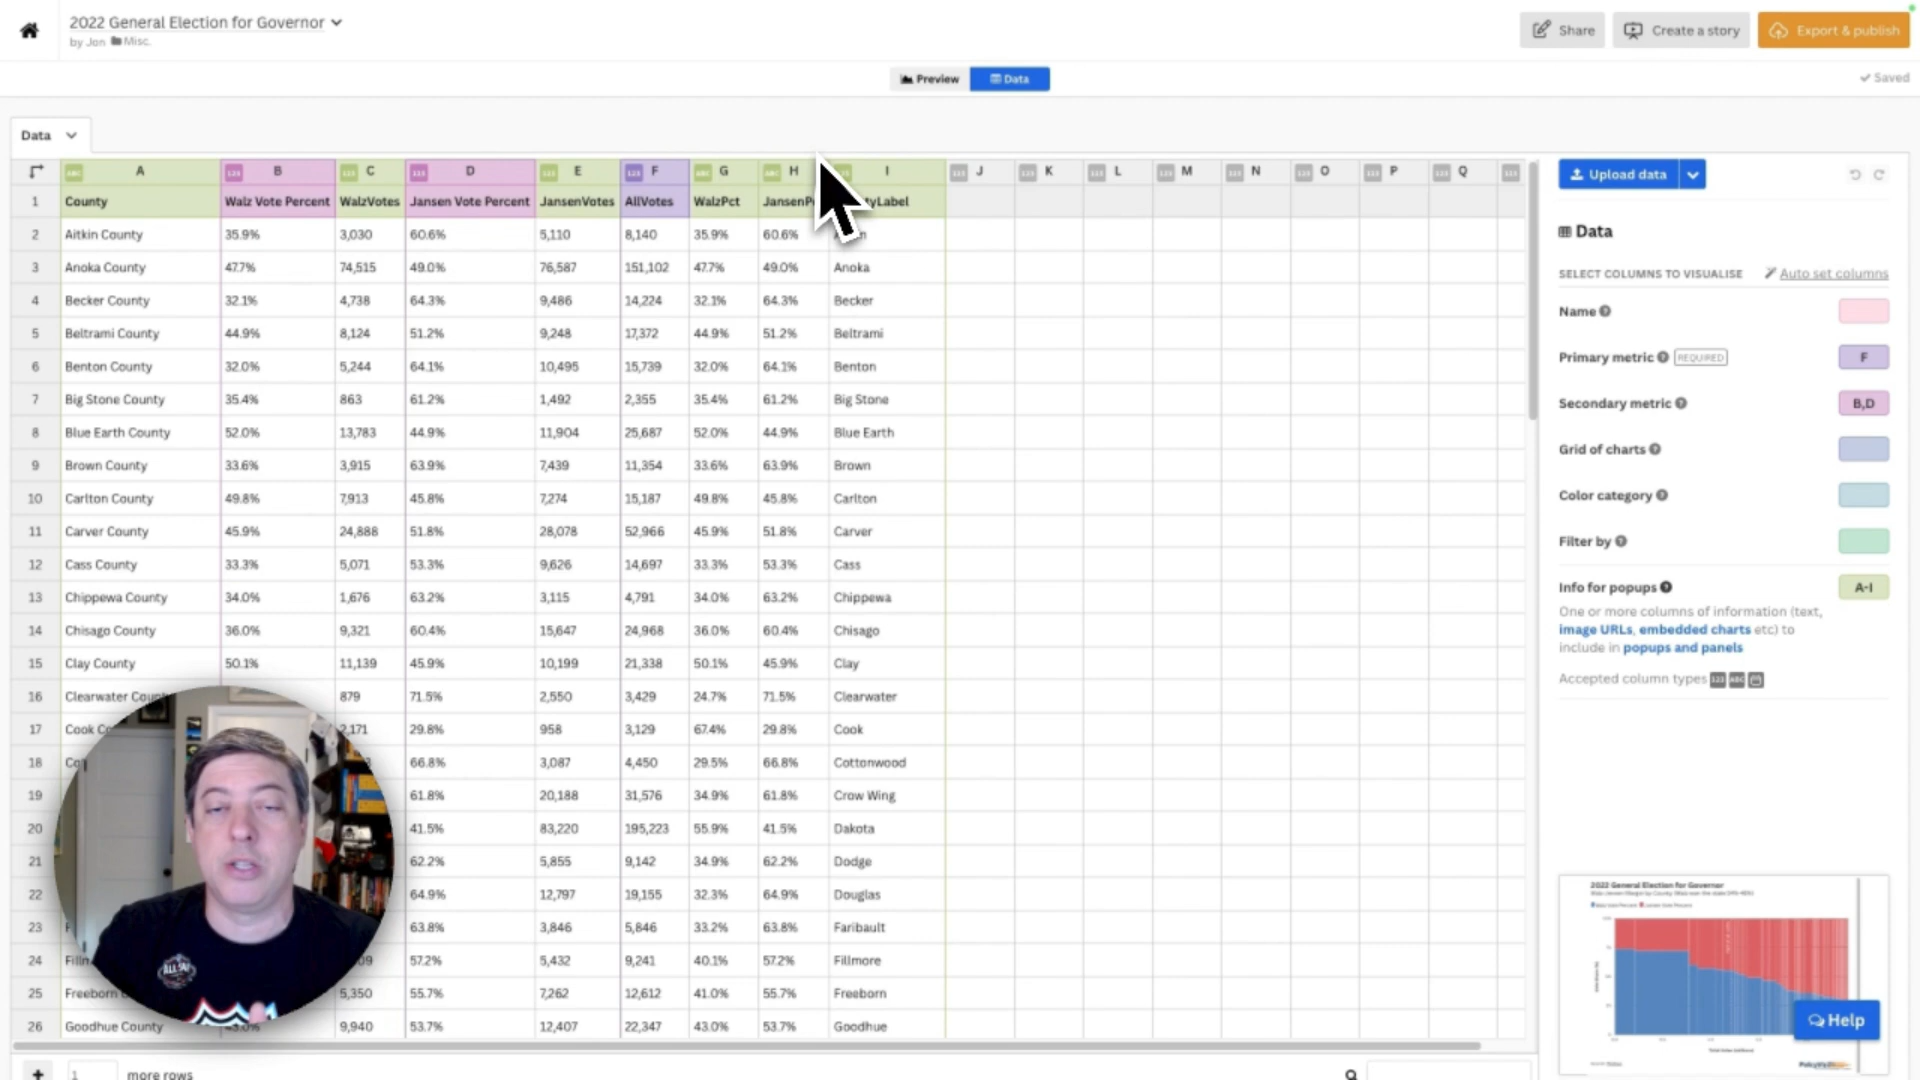 2022 General Election for Governor
by Jon Misc.
Share
Create a story
Export & publish
Preview
Data
Saved
Data
A B C D E F G H I J K L M N O P Q
1 County Walz Vote Percent WalzVotes Jansen Vote Percent JansenVotes AllVotes WalzPct
2 Aitkin County 35.9% 3,030 60.6% 5,110 8,140 35.9% 60.6%
3 Anoka County 47.7% 74,515 49.0% 76,587 151,102 47.7% 49.0% Anoka
4 Becker County 32.1% 4,738 64.3% 9,486 14,224 32.1% 64.3% Becker
5 Beltrami County 44.9% 8,124 51.2% 9,248 17,372 44.9% 51.2% Beltrami
6 Benton County 32.0% 5,244 64.1% 10,495 15,739 32.0% 64.1% Benton
7 Big Stone County 35.4% 863 61.2% 1,492 2,355 35.4% 61.2% Big Stone
8 Blue Earth County 52.0% 13,783 44.9% 11,904 25,687 52.0% 44.9% Blue Earth
9 Brown County 33.6% 3,915 63.9% 7,439 11,354 33.6% 63.9% Brown
10 Carlton County 49.8% 7,913 45.8% 7,274 15,187 49.8% 45.8% Carlton
11 Carver County 45.9% 24,888 51.8% 28,078 52,966 45.9% 51.8% Carver
12 Cass County 33.3% 5,071 53.3% 9,626 14,697 33.3% 53.3% Cass
13 Chippewa County 34.0% 1,676 63.2% 3,115 4,791 34.0% 63.2% Chippewa
14 Chisago County 36.0% 9,321 60.4% 15,647 24,968 36.0% 60.4% Chisago
15 Clay County 50.1% 11,139 45.9% 10,199 21,338 50.1% 45.9% Clay
16 Clearwater 879 71.5% 2,550 3,429 24.7% 71.5% Clearwater
17 Cook 2,171 29.8% 958 3,129 67.4% 29.8% Cook
18 66.8% 3,087 4,450 29.5% 66.8% Cottonwood
19 61.8% 20,188 31,576 34.9% 61.8% Crow Wing
20 41.5% 83,220 195,223 55.9% 41.5% Dakota
21 62.2% 5,855 9,142 34.9% 62.2% Dodge
22 64.9% 12,797 19,155 32.3% 64.9% Douglas
23 63.8% 3,846 5,846 33.2% 63.8% Faribault
24 57.2% 5,432 9,241 40.1% 57.2% Fillmore
25 Freeborn 5,350 55.7% 7,262 12,612 41.0% 55.7% Freeborn
26 Goodhue County 43.0% 9,940 53.7% 12,407 22,347 43.0% 53.7% Goodhue
+ 1 more rows
Upload data
Data
SELECT COLUMNS TO VISUALISE Auto set columns
Name
Primary metric REQUIRED F
Secondary metric B,D
Grid of charts
Color category
Filter by
Info for popups A-I
One or more columns of information (text,
image URLs, embedded charts etc) to
include in popups and panels
Accepted column types 123 ABC
2022 General Election for Governor
Help